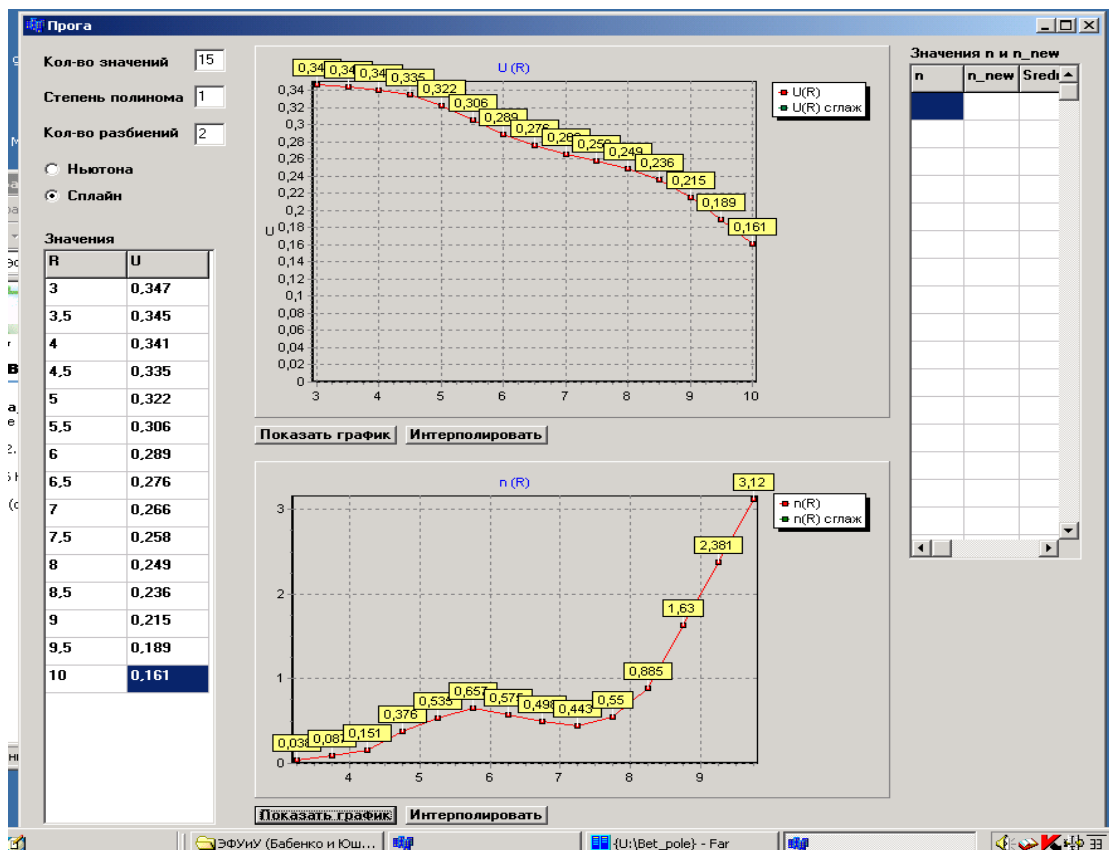 Прога
Кол-во значений 15
Степень полинома 1
Кол-во разбиений 2
Ньютона
Сплайн
Значения
R U
3 0,347
3,5 0,345
4 0,341
4,5 0,335
5 0,322
5,5 0,306
6 0,289
6,5 0,276
7 0,266
7,5 0,258
8 0,249
8,5 0,236
9 0,215
9,5 0,189
10 0,161
U (R)
0,335
0,322
0,306
0,289
0,276
0,249
0,236
0,215
0,189
0,161
U
0,34
0,32
0,3
0,28
0,26
0,24
0,22
0,2
0,18
0,16
0,14
0,12
0,1
0,08
0,06
0,04
0,02
0
3 4 5 6 7 8 9 10
U(R)
U(R) сглаж
Показать график Интерполировать
n (R)
0,151
0,376
0,535
0,657
0,443
0,55
0,885
1,63
2,381
3,12
3
2
1
0
4 5 6 7 8 9
n(R)
n(R) сглаж
Показать график Интерполировать
Значения n и n_new
n n_new Sredi
ЭФУиУ (Бабенко и Юш...
{U:\Bet_pole} - Far